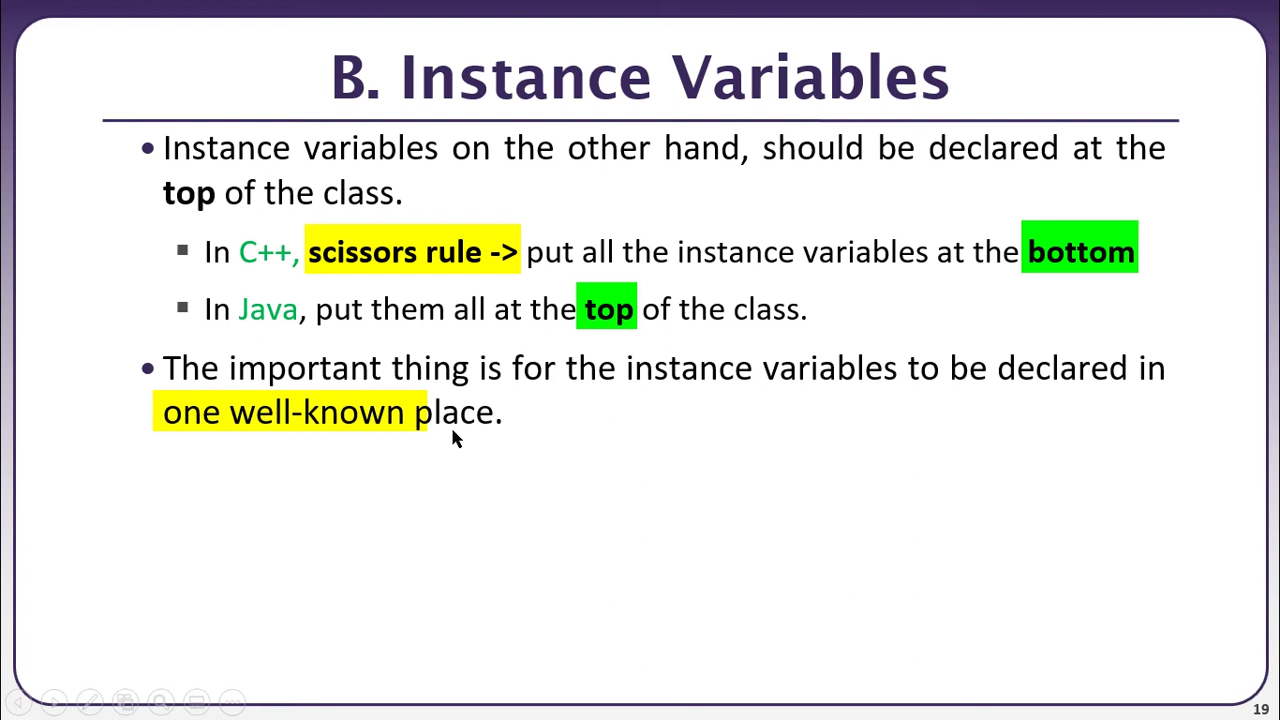 B. Instance Variables
•Instance variables on the other hand, should be declared at the
top of the class.
▪ In C++, scissors rule -> put all the instance variables at the bottom
▪ In Java, put them all at the top of the class.
•The important thing is for the instance variables to be declared in
one well-known place.
19